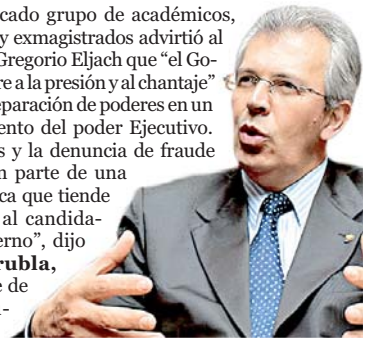 cado grupo de académicos,
y exmagistrados advirtió al
Gregorio Eljach que “el Go-
re a la presión y al chantaje”
eparación de poderes en un
ento del poder Ejecutivo.
s y la denuncia de fraude
n parte de una
ca que tiende
al candida-
erno”, dijo
rubla,
e de
-